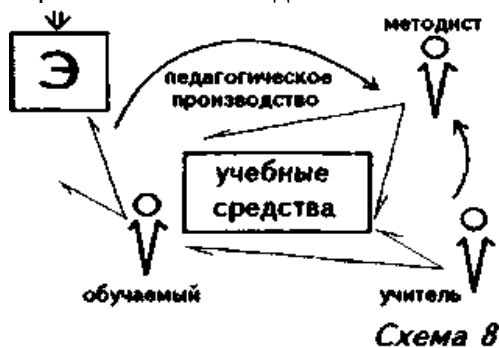 методист
Э
педагогическое
производство
учебные
средства
обучаемый
учитель
Схема 8